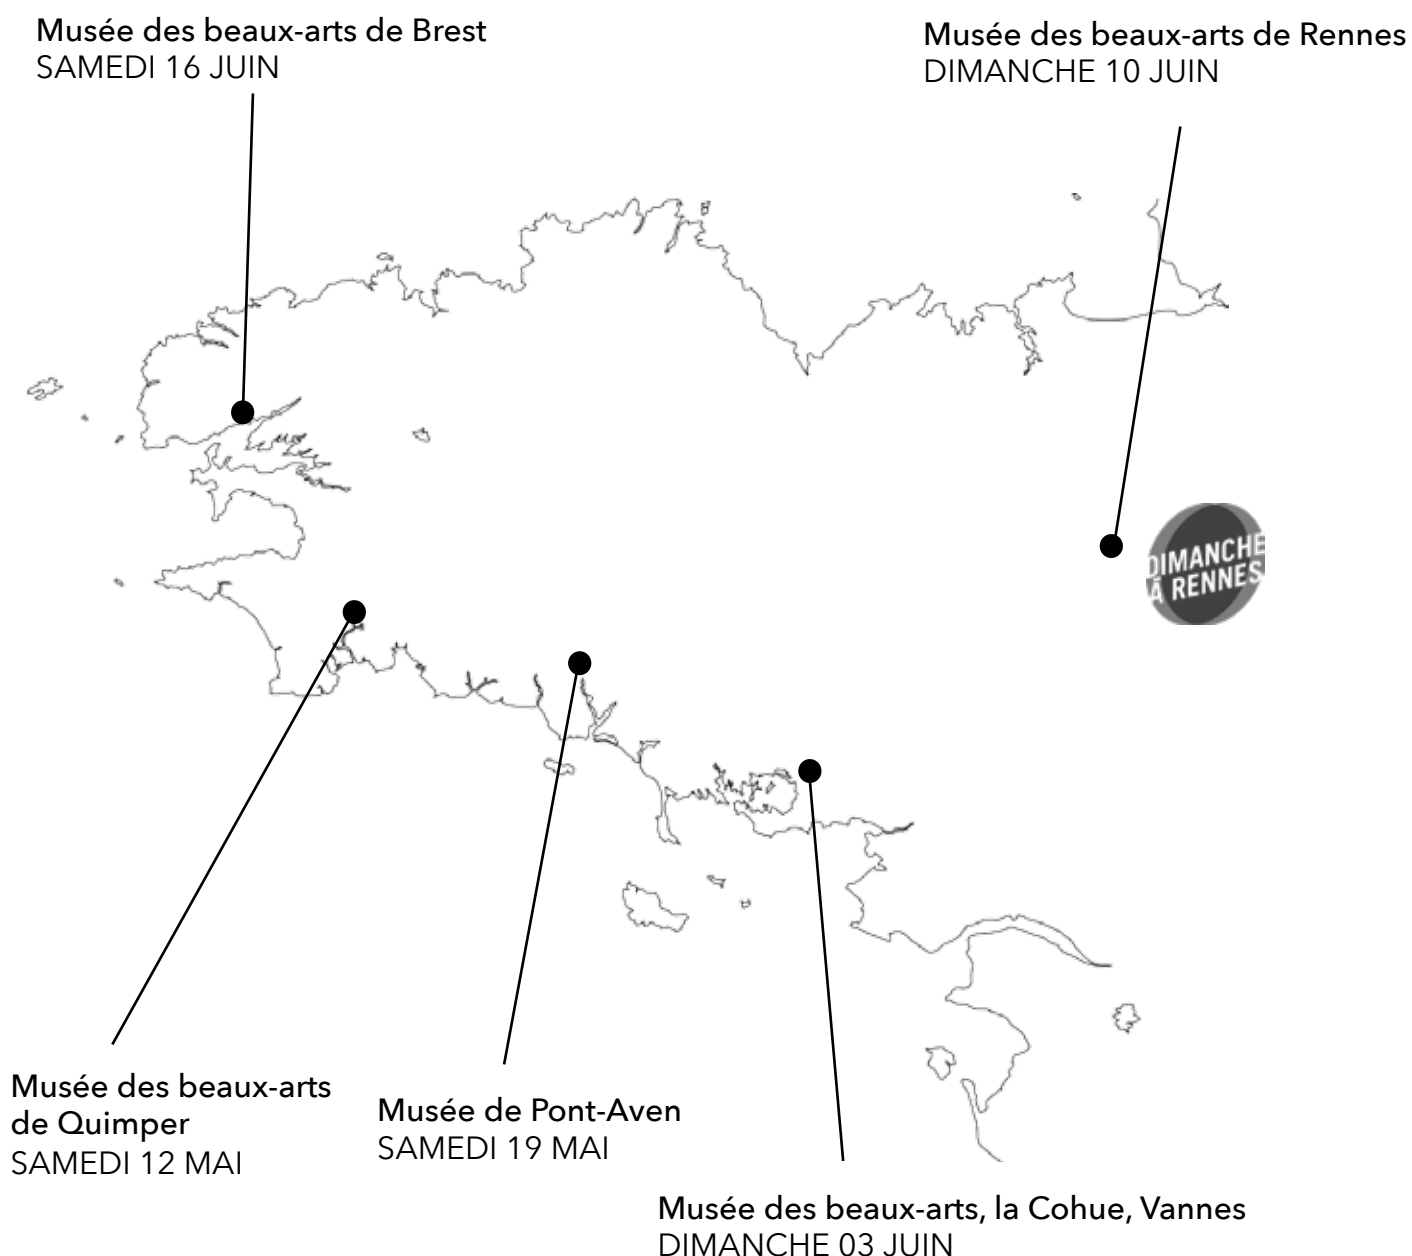 Musée des beaux-arts de Brest
SAMEDI 16 JUIN
Musée des beaux-arts de Rennes
DIMANCHE 10 JUIN
DIMANCHE
À RENNES
Musée des beaux-arts
de Quimper
SAMEDI 12 MAI
Musée de Pont-Aven
SAMEDI 19 MAI
Musée des beaux-arts, la Cohue, Vannes
DIMANCHE 03 JUIN